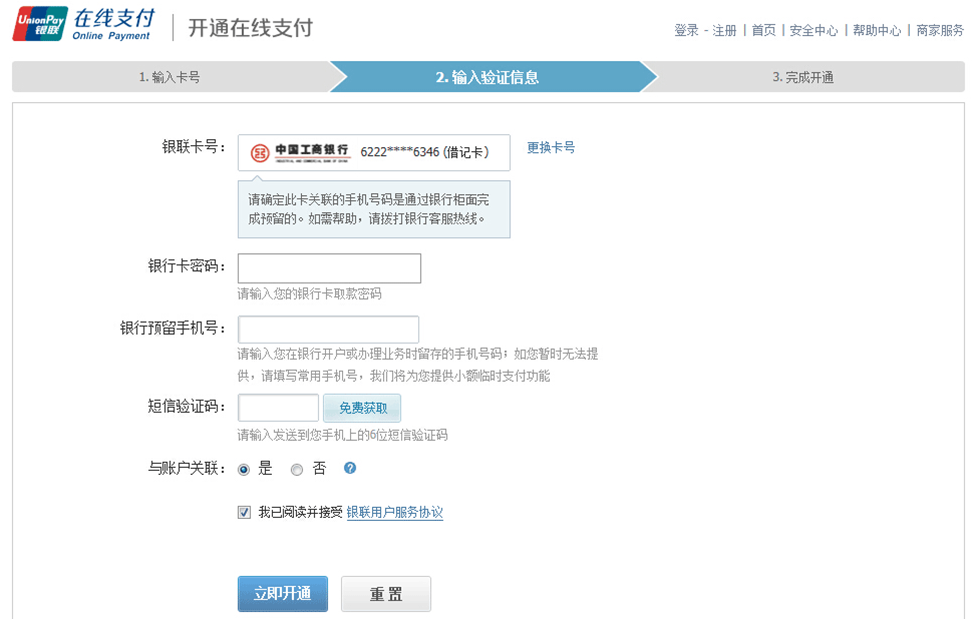 UnionPay 银联 在线支付 Online Payment | 开通在线支付
登录 - 注册 | 首页 | 安全中心 | 帮助中心 | 商家服务
1. 输入卡号 2. 输入验证信息 3. 完成开通
银联卡号： 中国工商银行 6222****6346 (借记卡) 更换卡号
请确定此卡关联的手机号码是通过银行柜面完
成预留的。如需帮助，请拨打银行客服热线。
银行卡密码：
请输入您的银行卡取款密码
银行预留手机号：
请输入您在银行开户或办理业务时留存的手机号码；如您暂时无法提
供，请填写常用手机号，我们将为您提供小额临时支付功能
短信验证码： 免费获取
请输入发送到您手机上的6位短信验证码
与账户关联： 是 否 ?
我已阅读并接受 银联用户服务协议
立即开通 重 置